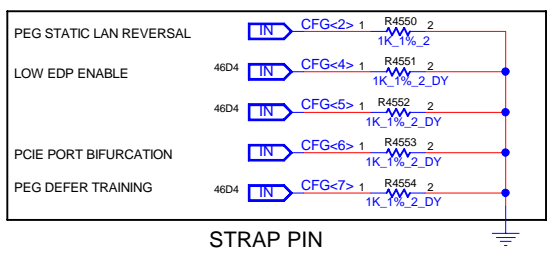 PEG STATIC LAN REVERSAL IN CFG<2> 1 R4550 2
1K_1%_2
LOW EDP ENABLE 46D4 IN CFG<4> 1 R4551 2
1K_1%_2_DY
46D4 IN CFG<5> 1 R4552 2
1K_1%_2_DY
PCIE PORT BIFURCATION IN CFG<6> 1 R4553 2
1K_1%_2_DY
PEG DEFER TRAINING 46D4 IN CFG<7> 1 R4554 2
1K_1%_2_DY
STRAP PIN